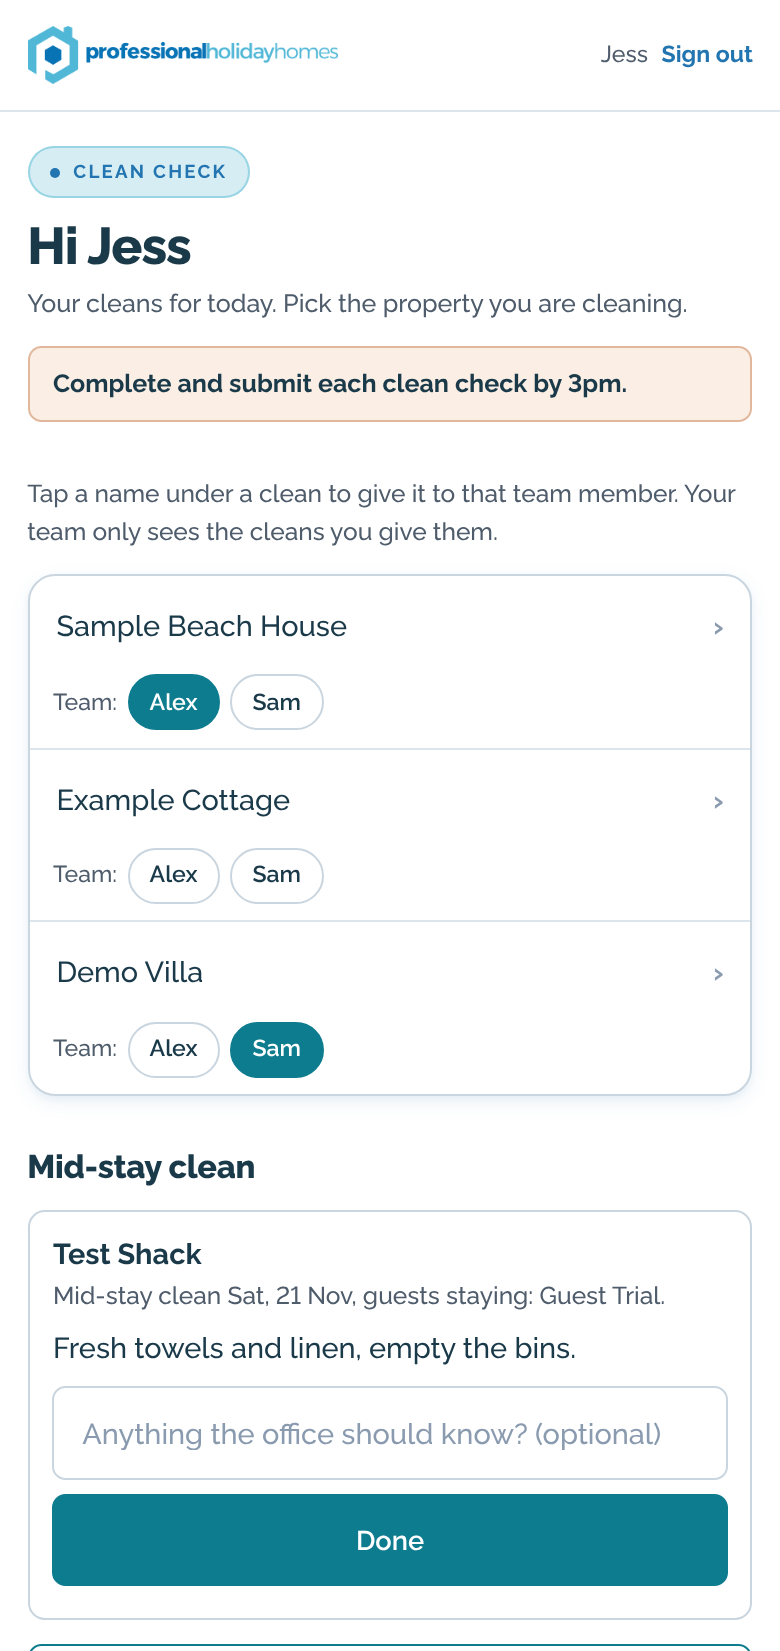 professionalholidayhomes
Jess Sign out
CLEAN CHECK
Hi Jess
Your cleans for today. Pick the property you are cleaning.
Complete and submit each clean check by 3pm.
Tap a name under a clean to give it to that team member. Your
team only sees the cleans you give them.
Sample Beach House
Team: Alex Sam
Example Cottage
Team: Alex Sam
Demo Villa
Team: Alex Sam
Mid-stay clean
Test Shack
Mid-stay clean Sat, 21 Nov, guests staying: Guest Trial.
Fresh towels and linen, empty the bins.
Anything the office should know? (optional)
Done